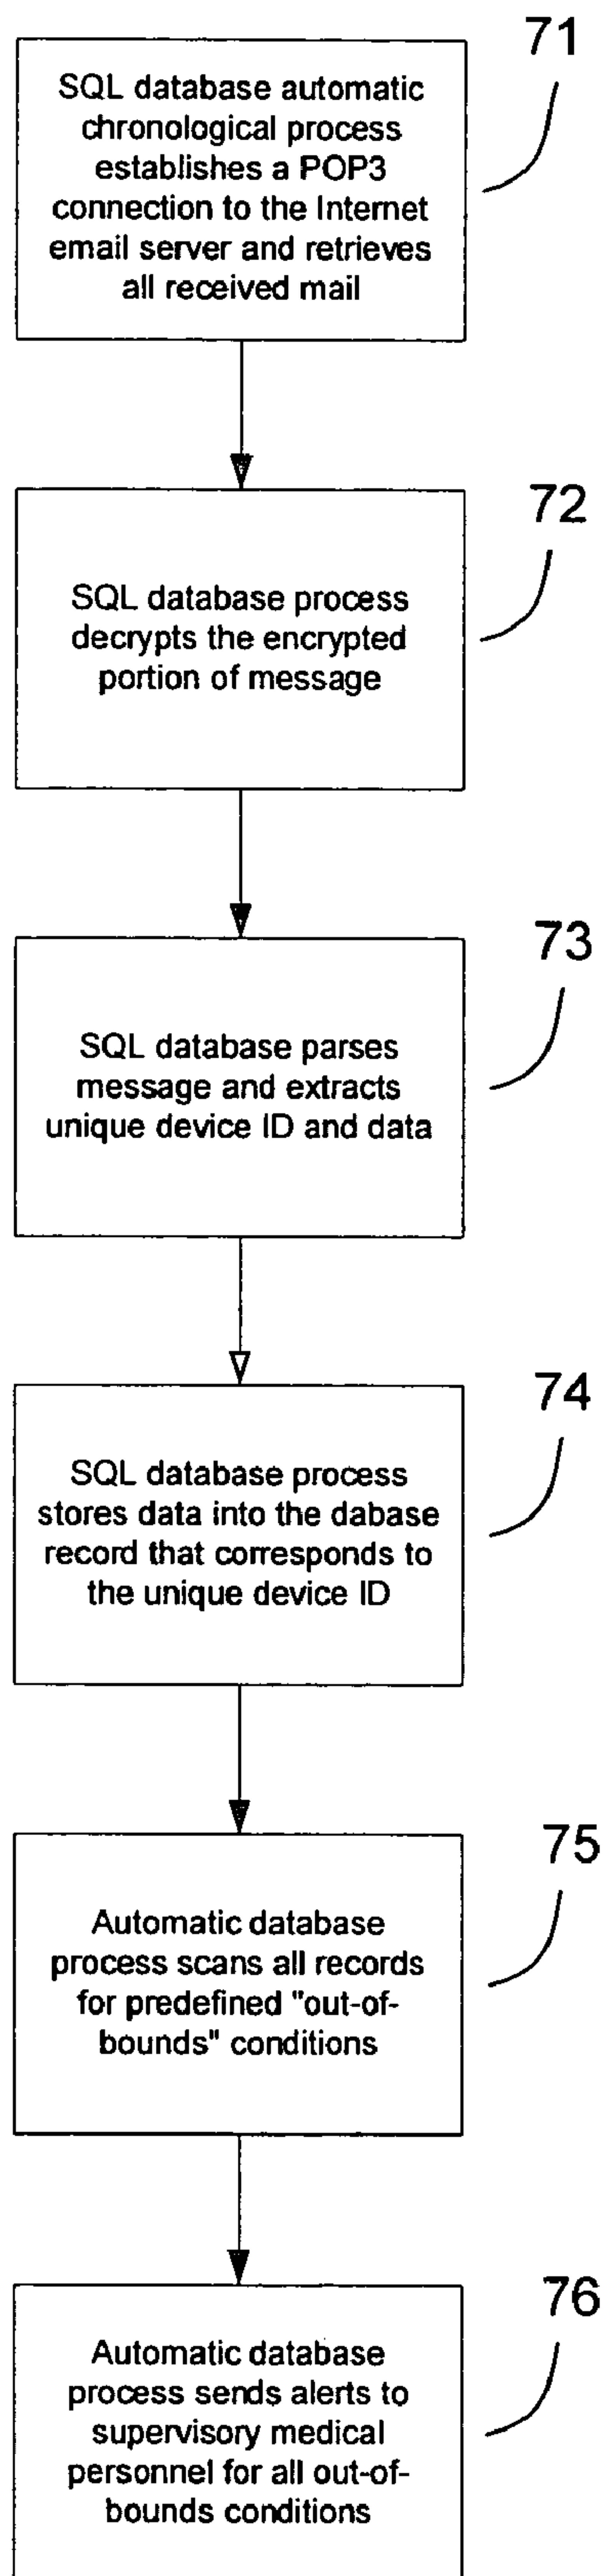 71
SQL database automatic
chronological process
establishes a POP3
connection to the Internet
email server and retrieves
all received mail
72
SQL database process
decrypts the encrypted
portion of message
73
SQL database parses
message and extracts
unique device ID and data
74
SQL database process
stores data into the dabase
record that corresponds to
the unique device ID
75
Automatic database
process scans all records
for predefined "out-of-
bounds" conditions
76
Automatic database
process sends alerts to
supervisory medical
personnel for all out-of-
bounds conditions